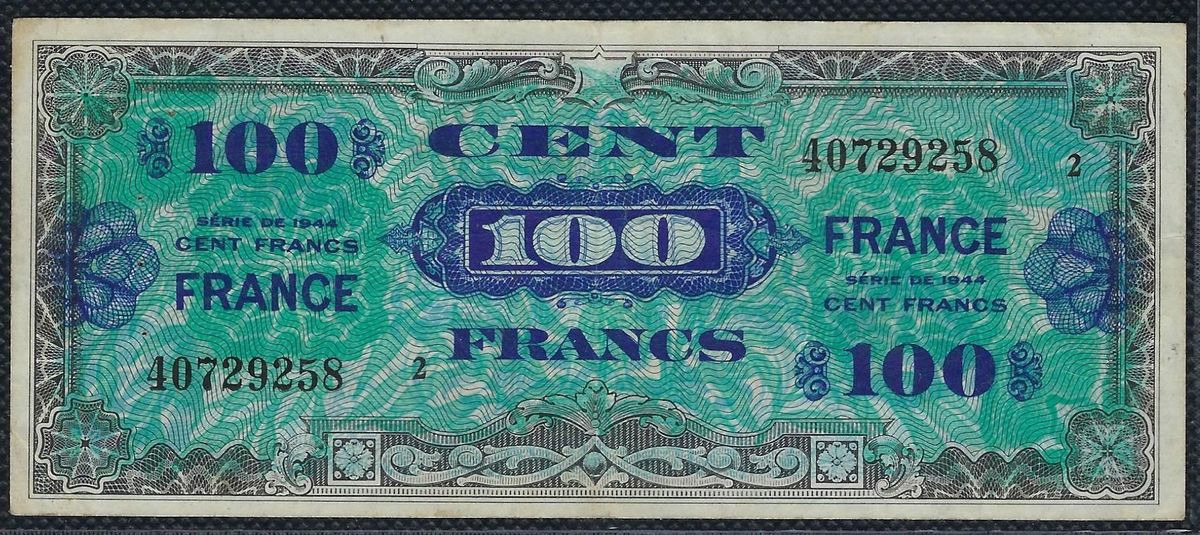 100
CENT
40729258 2
SÉRIE DE 1944
CENT FRANCS
FRANCE
100
FRANCE
SÉRIE DE 1944
CENT FRANCS
FRANCS
40729258 2
100